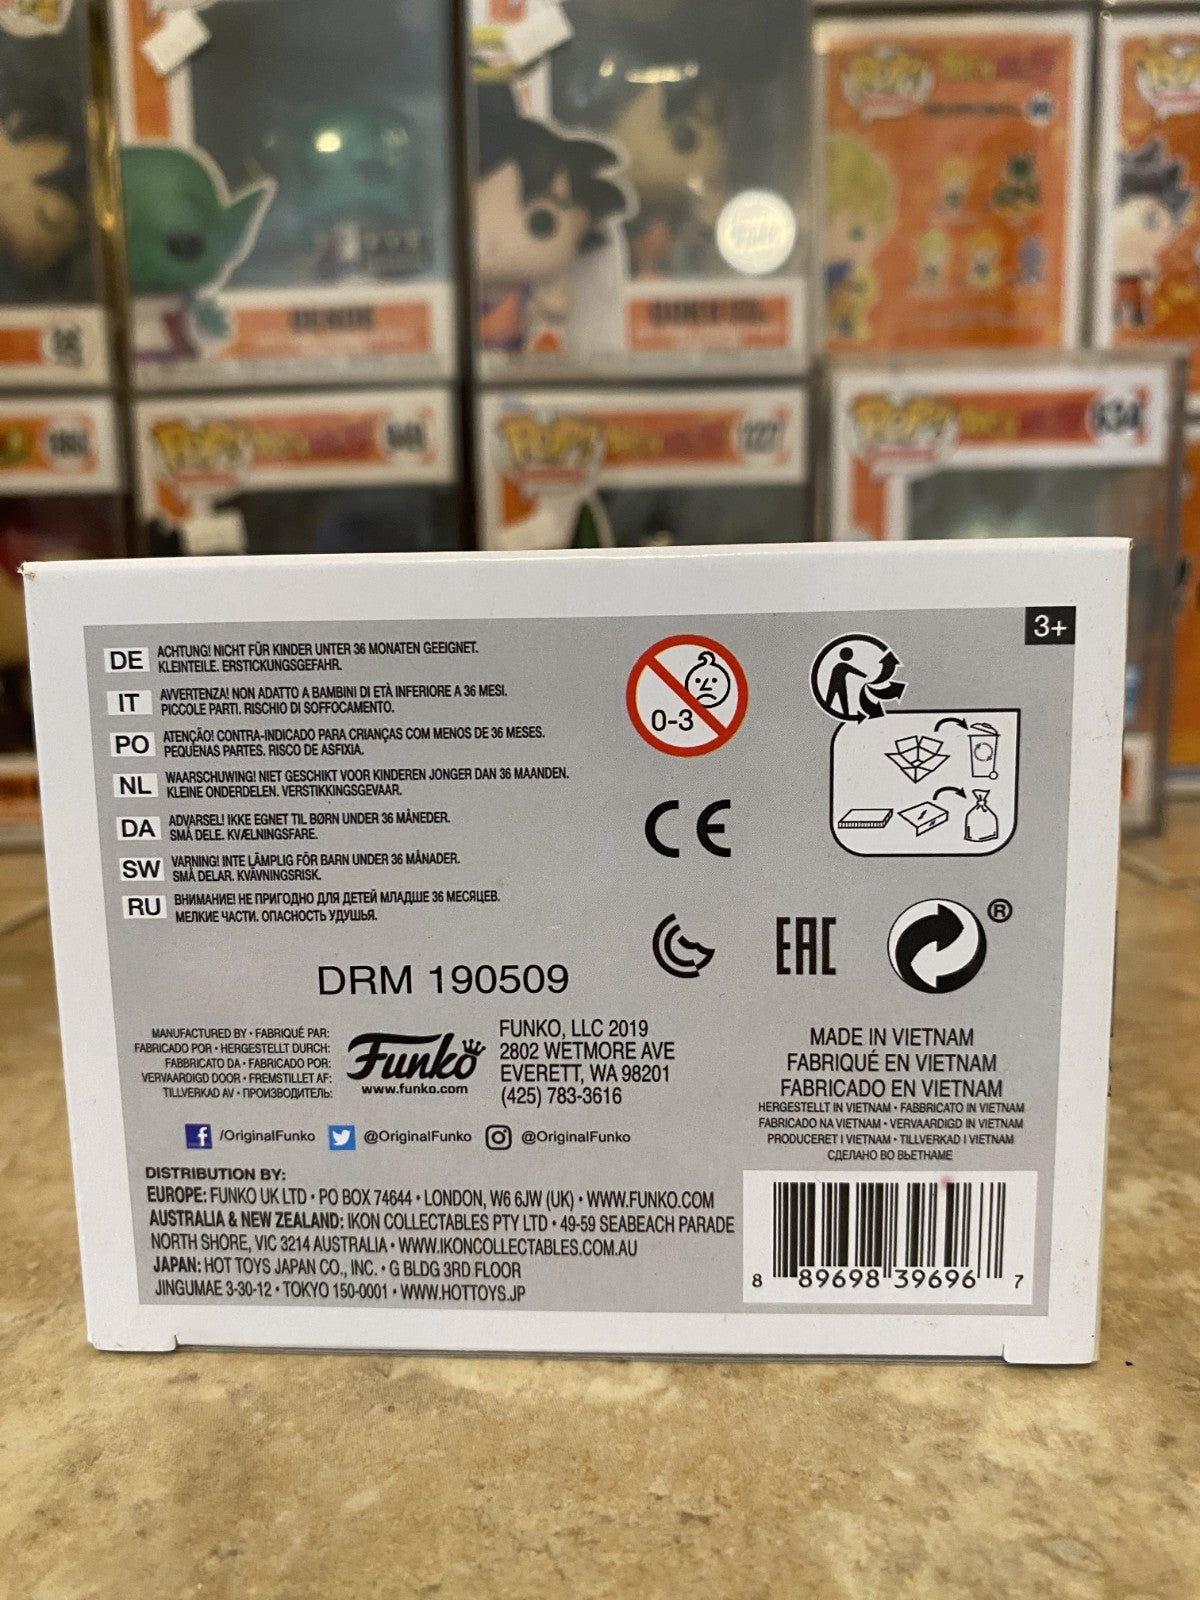 DENDE
POP!
634
POP!
127
POP!
3+
DE ACHTUNG! NICHT FÜR KINDER UNTER 36 MONATEN GEEIGNET.
KLEINTEILE. ERSTICKUNGSGEFAHR.
IT AVVERTENZA! NON ADATTO A BAMBINI DI ETÀ INFERIORE A 36 MESI.
PICCOLE PARTI. RISCHIO DI SOFFOCAMENTO.
PO ATENÇÃO! CONTRA-INDICADO PARA CRIANÇAS COM MENOS DE 36 MESES.
PEQUENAS PARTES. RISCO DE ASFIXIA.
NL WAARSCHUWING! NIET GESCHIKT VOOR KINDEREN JONGER DAN 36 MAANDEN.
KLEINE ONDERDELEN. VERSTIKKINGSGEVAAR.
DA ADVARSEL! IKKE EGNET TIL BØRN UNDER 36 MÅNEDER.
SMÅ DELE. KVÆLNINGSFARE.
SW VARNING! INTE LÄMPLIG FÖR BARN UNDER 36 MÅNADER.
SMÅ DELAR. KVÄVNINGSRISK.
RU ВНИМАНИЕ! НЕ ПРИГОДНО ДЛЯ ДЕТЕЙ МЛАДШЕ 36 МЕСЯЦЕВ.
МЕЛКИЕ ЧАСТИ. ОПАСНОСТЬ УДУШЬЯ.
0-3
CE
EAC
®
DRM 190509
MANUFACTURED BY • FABRIQUÉ PAR:
FABRICADO POR • HERGESTELLT DURCH:
FABBRICATO DA • FABRICADO POR:
VERVAARDIGD DOOR • FREMSTILLET AF:
TILLVERKAD AV • ПРОИЗВОДИТЕЛЬ:
Funko
www.funko.com
FUNKO, LLC 2019
2802 WETMORE AVE
EVERETT, WA 98201
(425) 783-3616
MADE IN VIETNAM
FABRIQUÉ EN VIETNAM
FABRICADO EN VIETNAM
HERGESTELLT IN VIETNAM • FABBRICATO IN VIETNAM
FABRICADO NA VIETNAM • VERVAARDIGD IN VIETNAM
PRODUCERET I VIETNAM • TILLVERKAD I VIETNAM
СДЕЛАНО ВО ВЬЕТНАМЕ
f /OriginalFunko @OriginalFunko @OriginalFunko
DISTRIBUTION BY:
EUROPE: FUNKO UK LTD • PO BOX 74644 • LONDON, W6 6JW (UK) • WWW.FUNKO.COM
AUSTRALIA & NEW ZEALAND: IKON COLLECTABLES PTY LTD • 49-59 SEABEACH PARADE
NORTH SHORE, VIC 3214 AUSTRALIA • WWW.IKONCOLLECTABLES.COM.AU
JAPAN: HOT TOYS JAPAN CO., INC. • G BLDG 3RD FLOOR
JINGUMAE 3-30-12 • TOKYO 150-0001 • WWW.HOTTOYS.JP
8 89698 39696 7